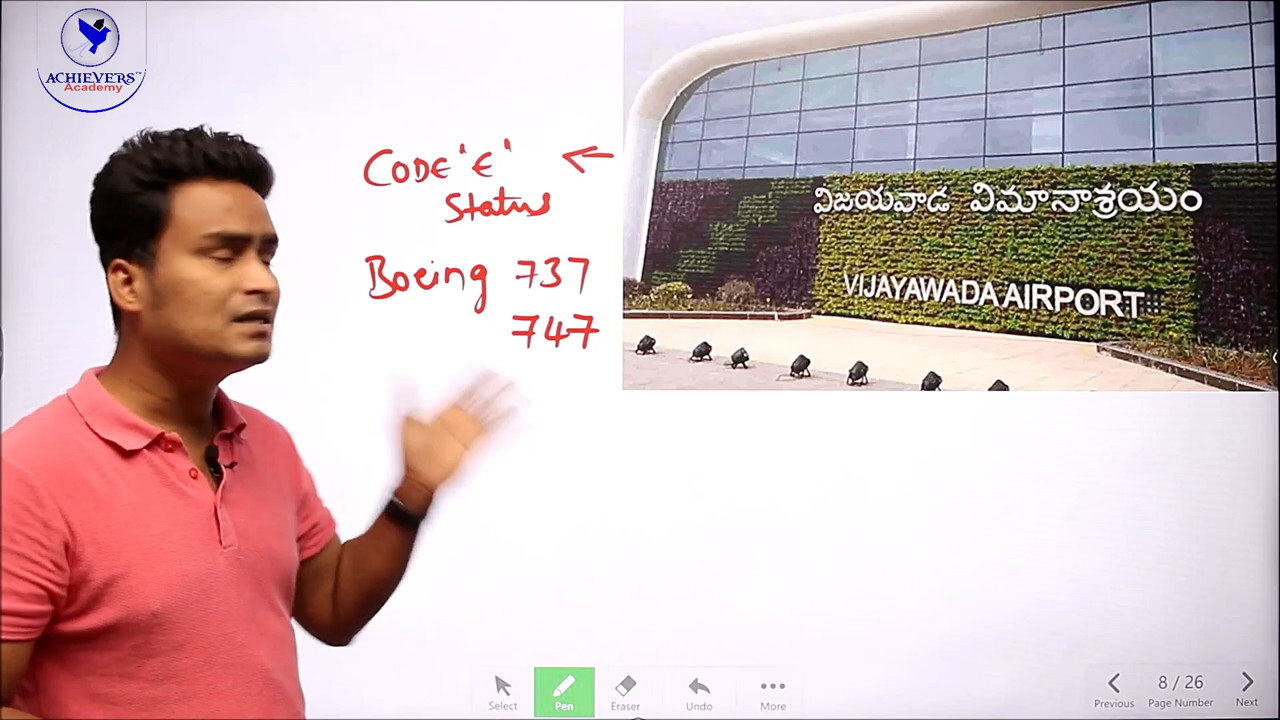 ACHIEVERS™
Academy
CODE 'E' ←
Status
Boeing 737
747
విజయవాడ విమానాశ్రయం
VIJAYAWADA AIRPORT
Select
Pen
Eraser
Undo
More
Previous
8 / 26
Page Number
Next